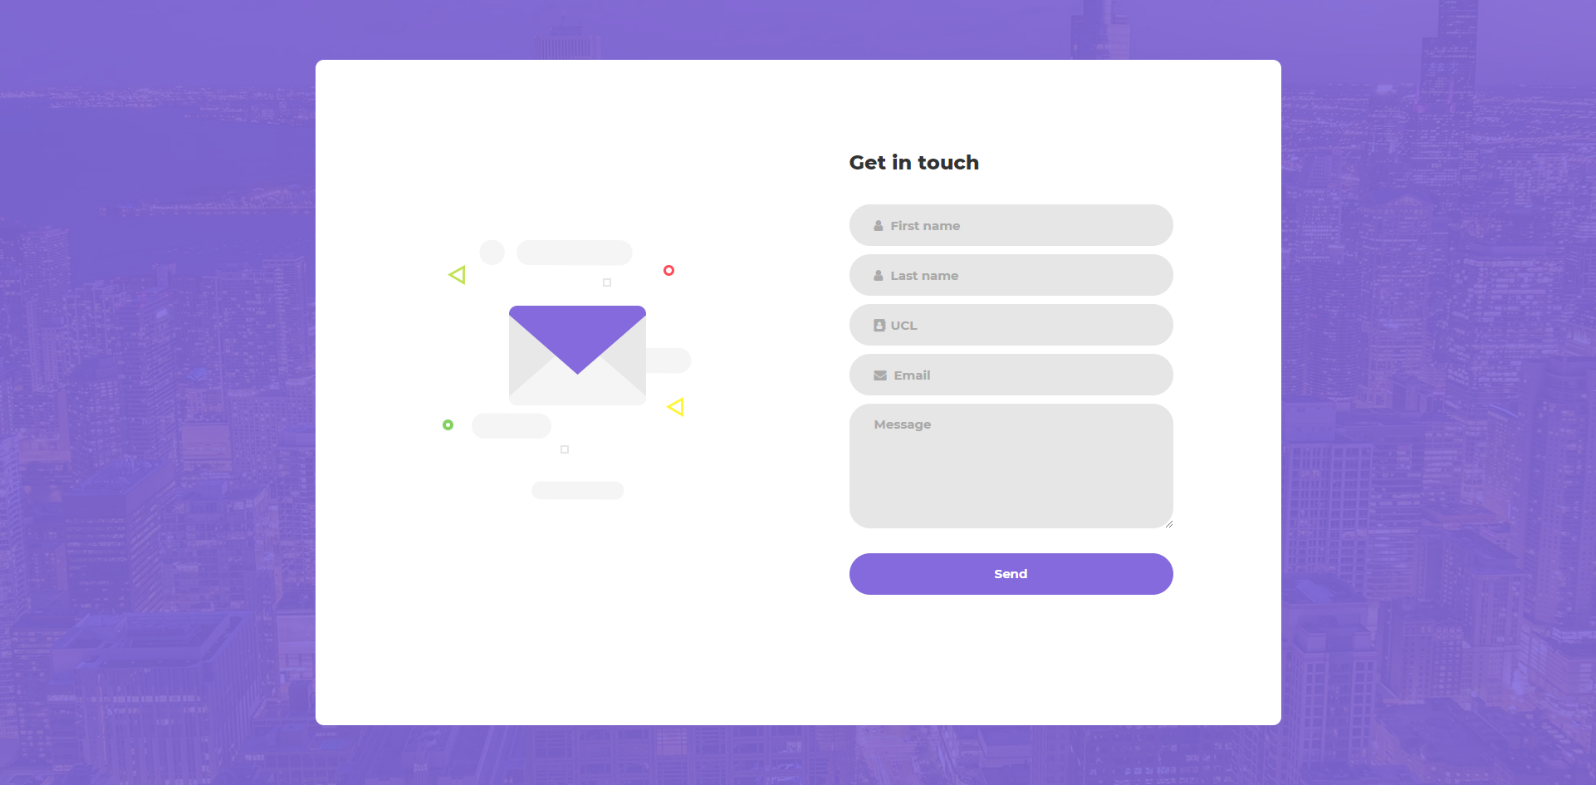 Get in touch
First name
Last name
UCL
Email
Message
Send